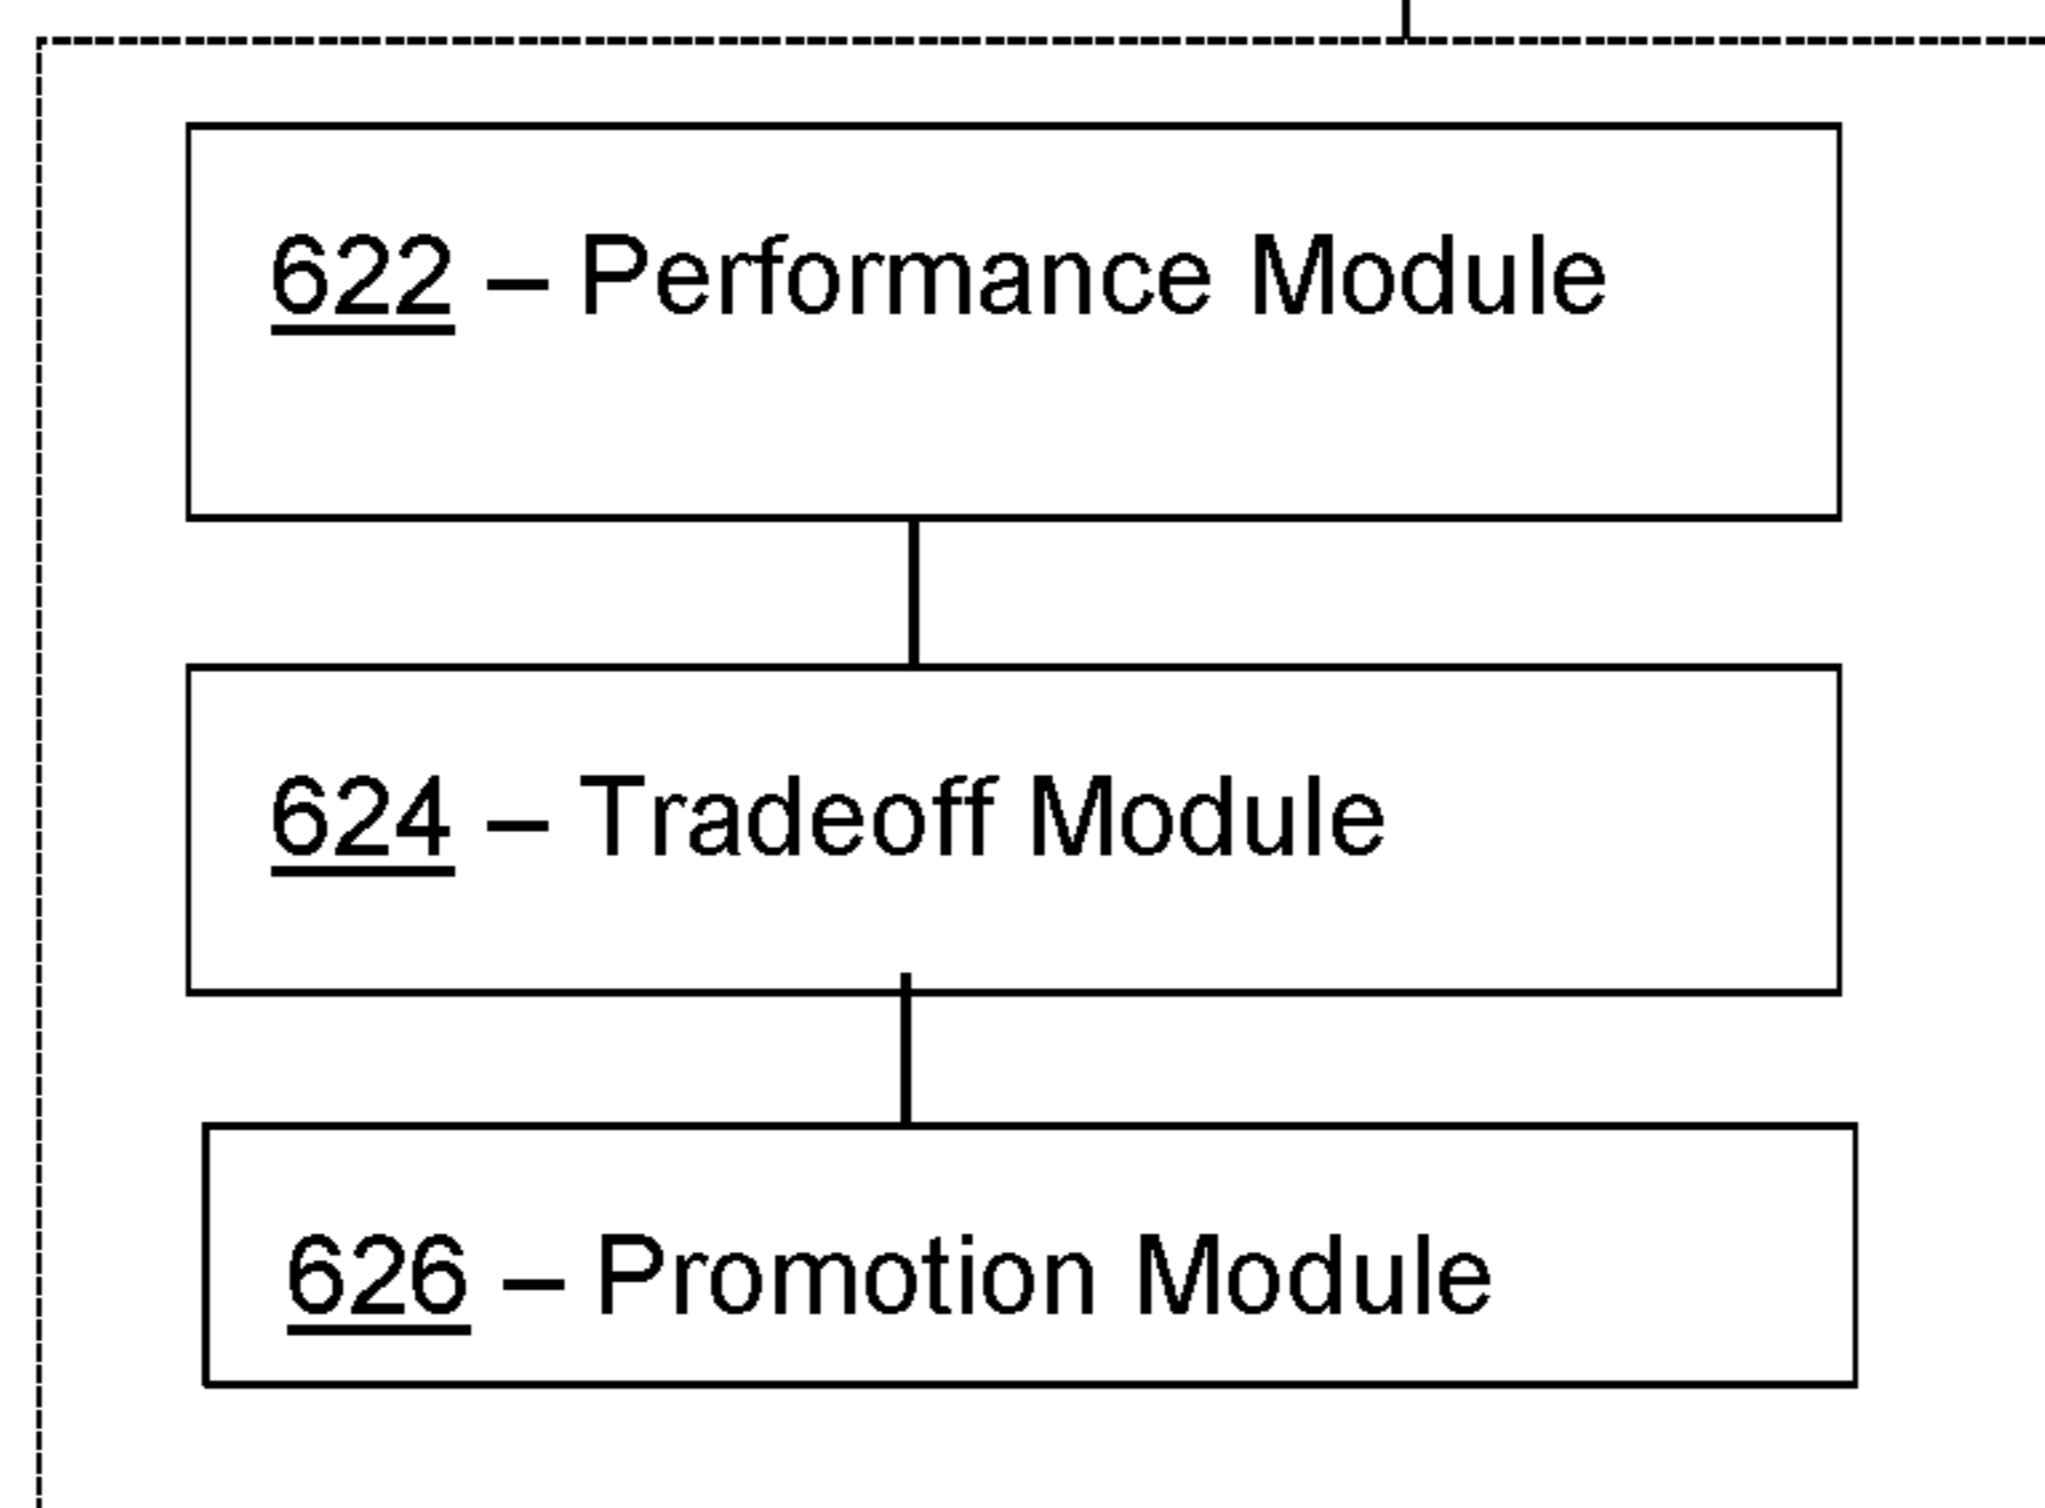 622 – Performance Module
624 – Tradeoff Module
626 – Promotion Module